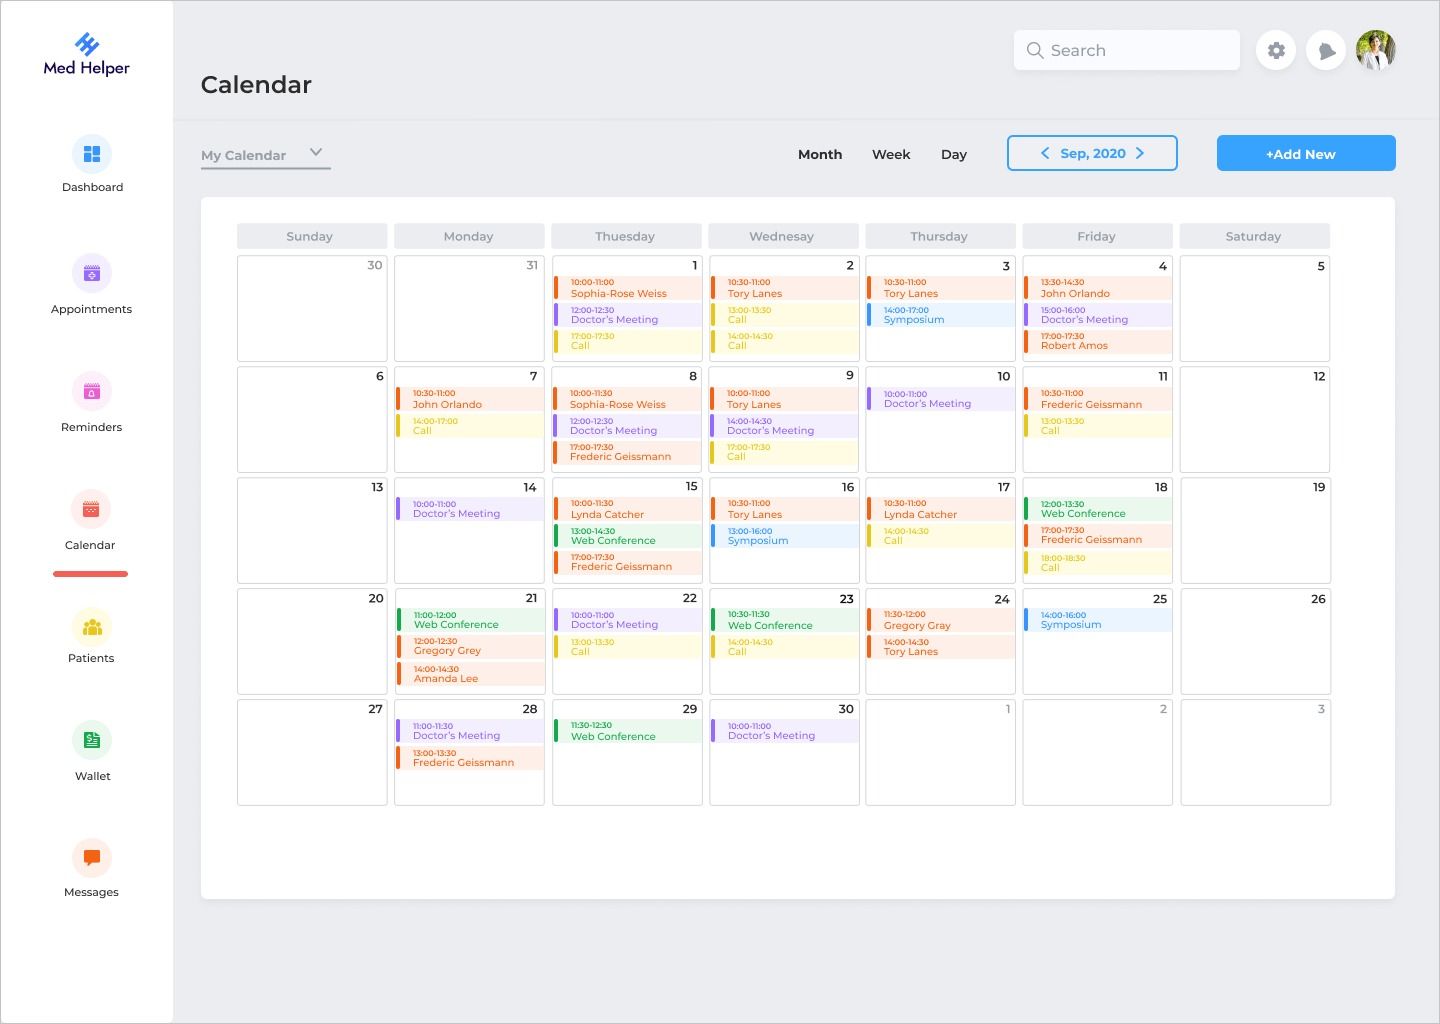 Med Helper
Search
Calendar
My Calendar
Month
Week
Day
Sep, 2020
+Add New
Dashboard
Appointments
Reminders
Calendar
Patients
Wallet
Messages
Sunday
Monday
Thuesday
Wednesay
Thursday
Friday
Saturday
30
31
1
10:00-11:00
Sophia-Rose Weiss
12:00-12:30
Doctor's Meeting
17:00-17:30
Call
2
10:30-11:00
Tory Lanes
13:00-13:30
Call
14:00-14:30
Call
3
10:30-11:00
Tory Lanes
14:00-17:00
Symposium
4
13:30-14:30
John Orlando
15:00-16:00
Doctor's Meeting
17:00-17:30
Robert Amos
5
6
7
10:30-11:00
John Orlando
14:00-17:00
Call
8
10:00-11:30
Sophia-Rose Weiss
12:00-12:30
Doctor's Meeting
17:00-17:30
Frederic Geissmann
9
10:00-11:00
Tory Lanes
14:00-14:30
Doctor's Meeting
17:00-17:30
Call
10
10:00-11:00
Doctor's Meeting
11
10:30-11:00
Frederic Geissmann
13:00-13:30
Call
12
13
14
10:00-11:00
Doctor's Meeting
15
10:00-11:30
Lynda Catcher
13:00-14:30
Web Conference
17:00-17:30
Frederic Geissmann
16
10:30-11:00
Tory Lanes
13:00-16:00
Symposium
17
10:30-11:00
Lynda Catcher
14:00-14:30
Call
18
12:00-13:30
Web Conference
17:00-17:30
Frederic Geissmann
18:00-18:30
Call
19
20
21
11:00-12:00
Web Conference
12:00-12:30
Gregory Grey
14:00-14:30
Amanda Lee
22
10:00-11:00
Doctor's Meeting
13:00-13:30
Call
23
10:30-11:30
Web Conference
14:00-14:30
Call
24
11:30-12:00
Gregory Gray
14:00-14:30
Tory Lanes
25
14:00-16:00
Symposium
26
27
28
11:00-11:30
Doctor's Meeting
13:00-13:30
Frederic Geissmann
29
11:30-12:30
Web Conference
30
10:00-11:00
Doctor's Meeting
1
2
3